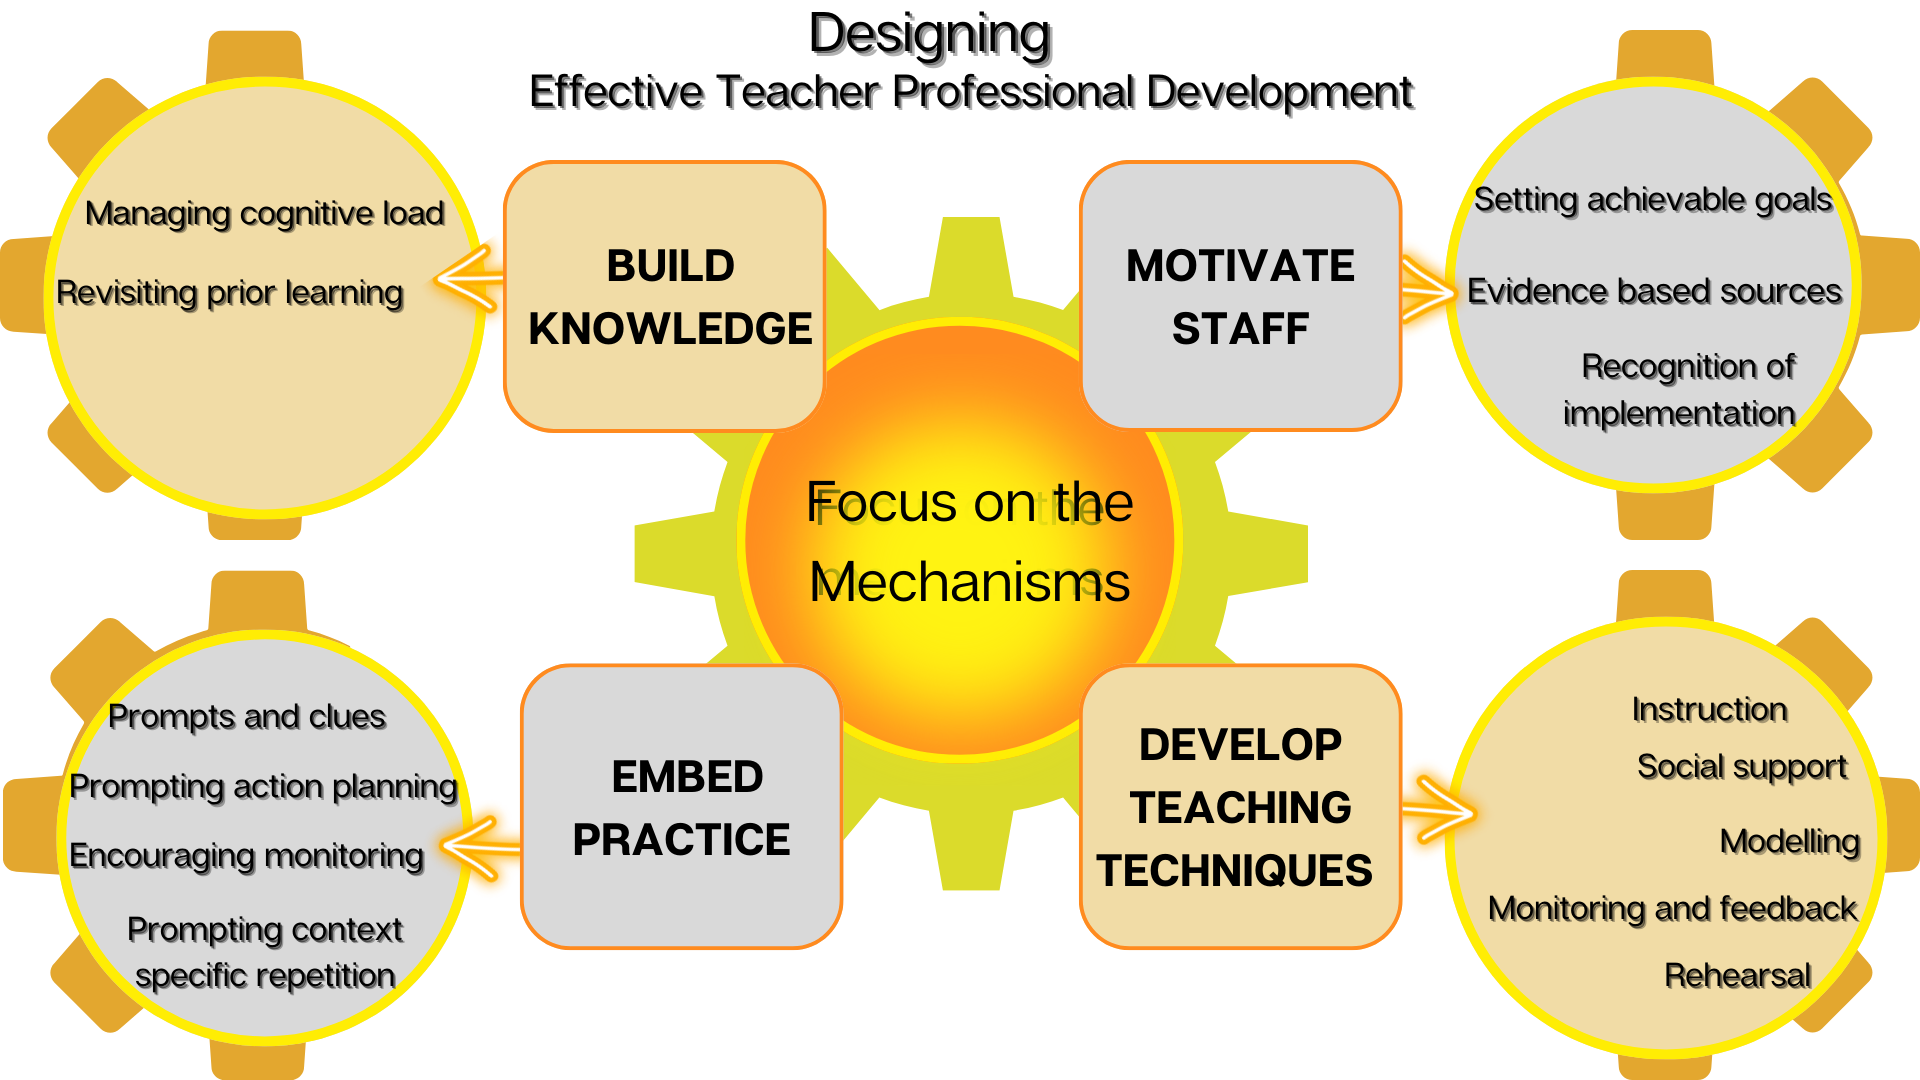 Designing
Effective Teacher Professional Development
Managing cognitive load
Revisiting prior learning
BUILD
KNOWLEDGE
MOTIVATE
STAFF
Setting achievable goals
Evidence based sources
Recognition of
implementation
Focus on the
Mechanisms
Prompts and clues
Prompting action planning
Encouraging monitoring
Prompting context
specific repetition
EMBED
PRACTICE
DEVELOP
TEACHING
TECHNIQUES
Instruction
Social support
Modelling
Monitoring and feedback
Rehearsal